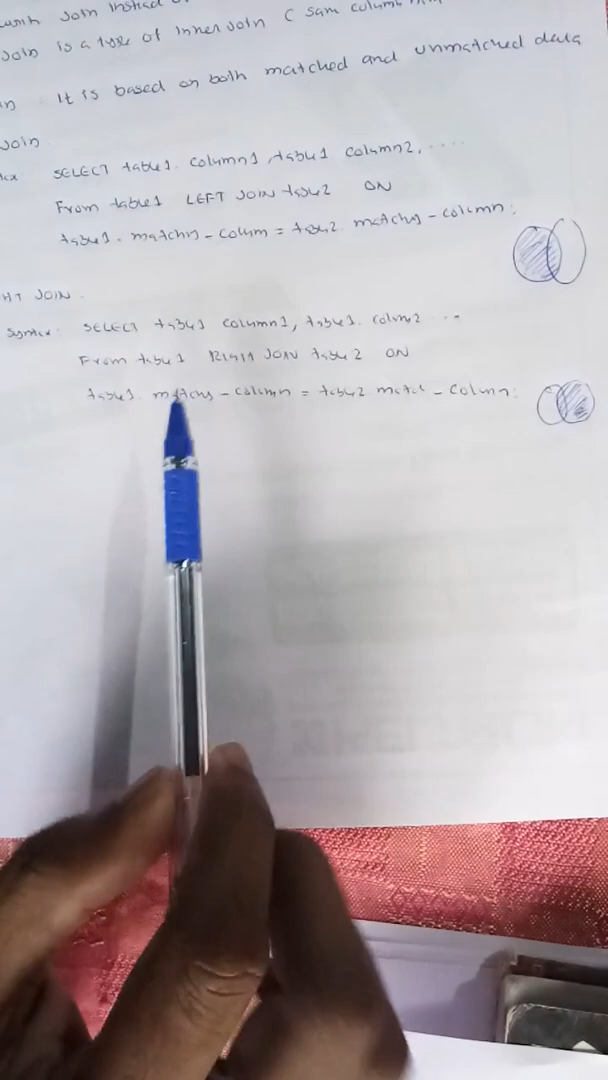 with Join instead
Join is a type of Inner Join ( Sam column
It is based on both matched and unmatched data
Join
SELECT table1. Column1, table1 Column2, ....
From table1 LEFT JOIN table2 ON
table1. matching - Colum = table2. matching - Column;
HT JOIN.
Syntax: SELECT table1 Column1, table1. Column2 ...
From table1 RIGHT JOIN table2 ON
table1. matching - Column = table2 match - Column;